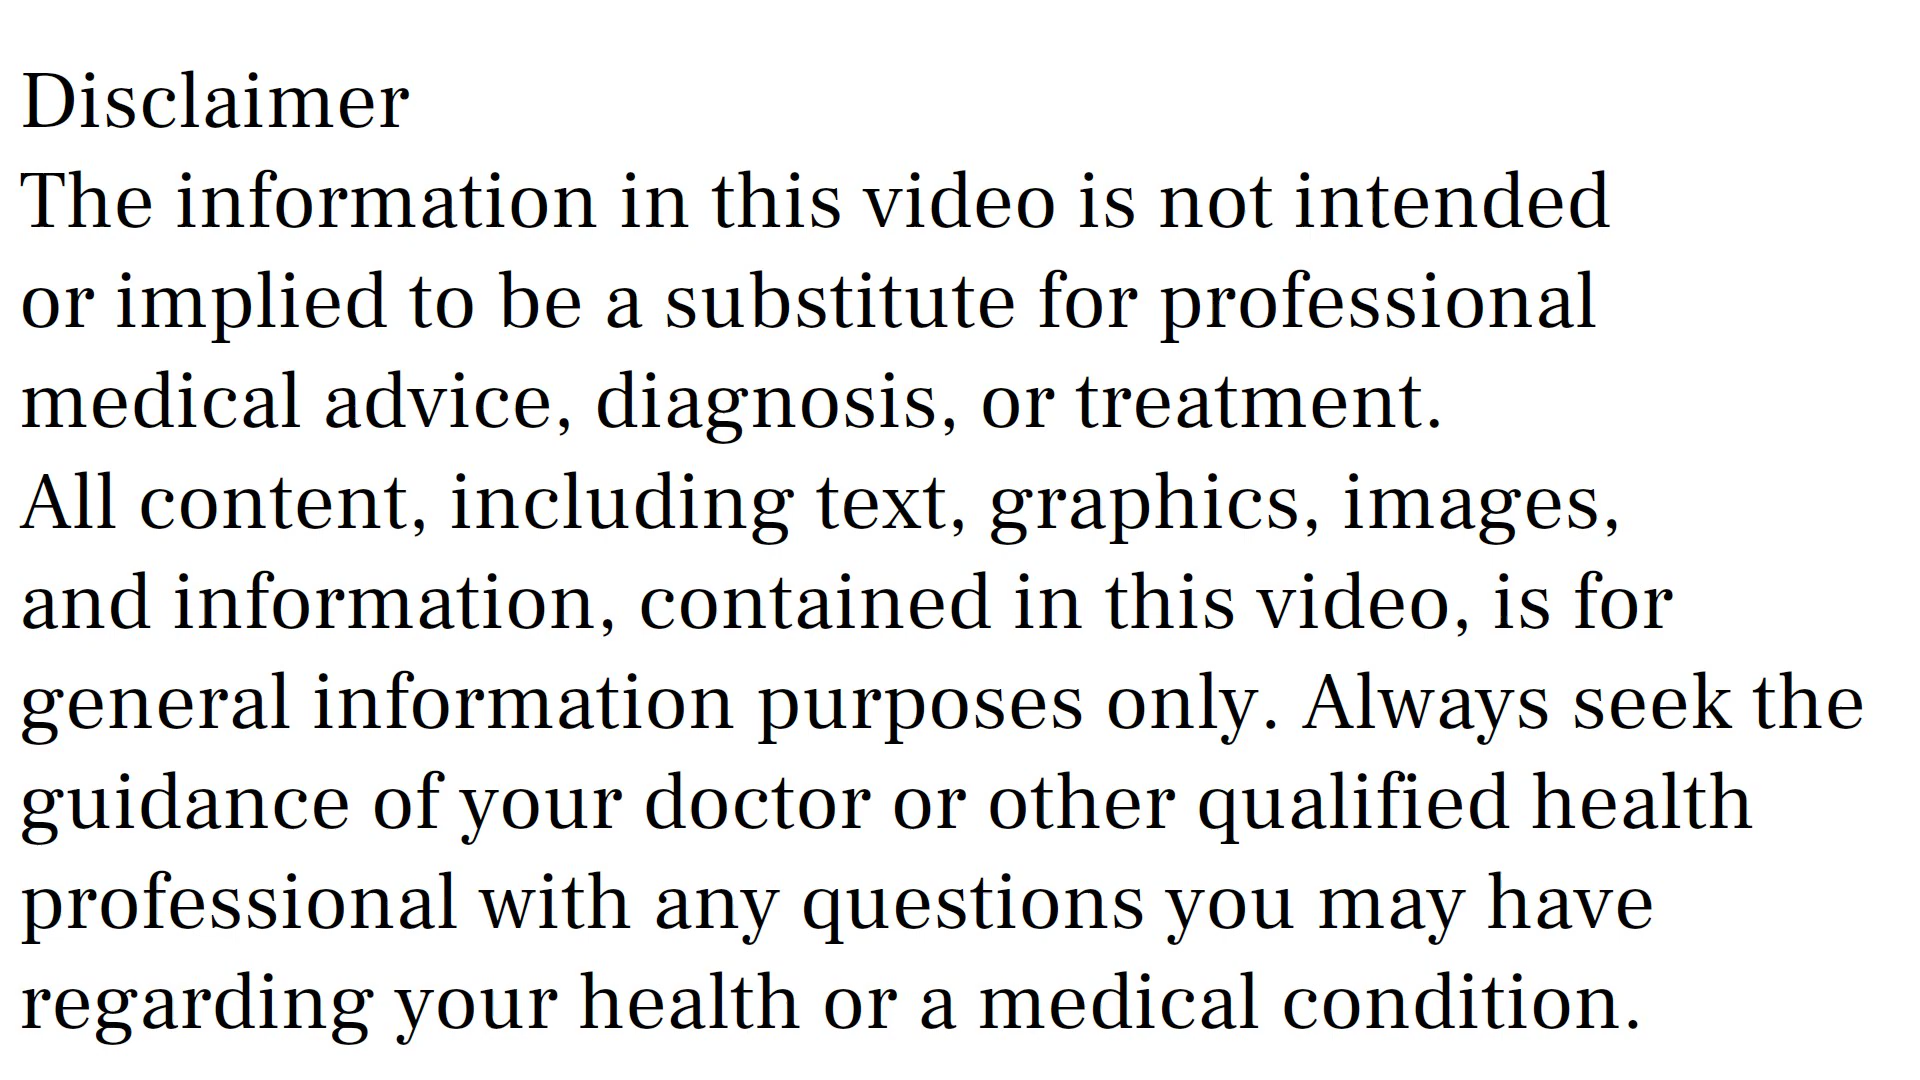 Disclaimer
The information in this video is not intended
or implied to be a substitute for professional
medical advice, diagnosis, or treatment.
All content, including text, graphics, images,
and information, contained in this video, is for
general information purposes only. Always seek the
guidance of your doctor or other qualified health
professional with any questions you may have
regarding your health or a medical condition.